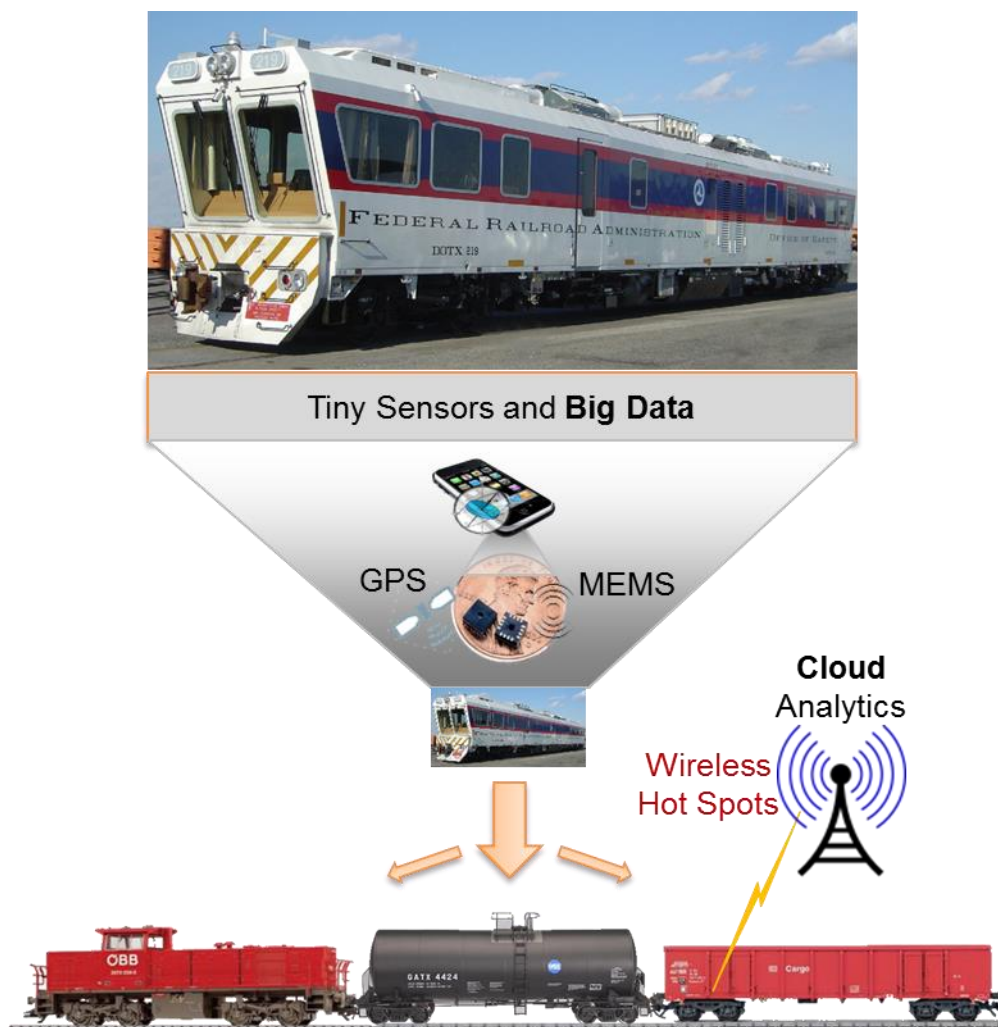 219 219
FEDERAL RAILROAD ADMINISTRATION
OFFICE OF SAFETY
DOTX 219
Tiny Sensors and Big Data
GPS
MEMS
Cloud
Analytics
Wireless
Hot Spots
ÖBB
GATX 4424
Cargo